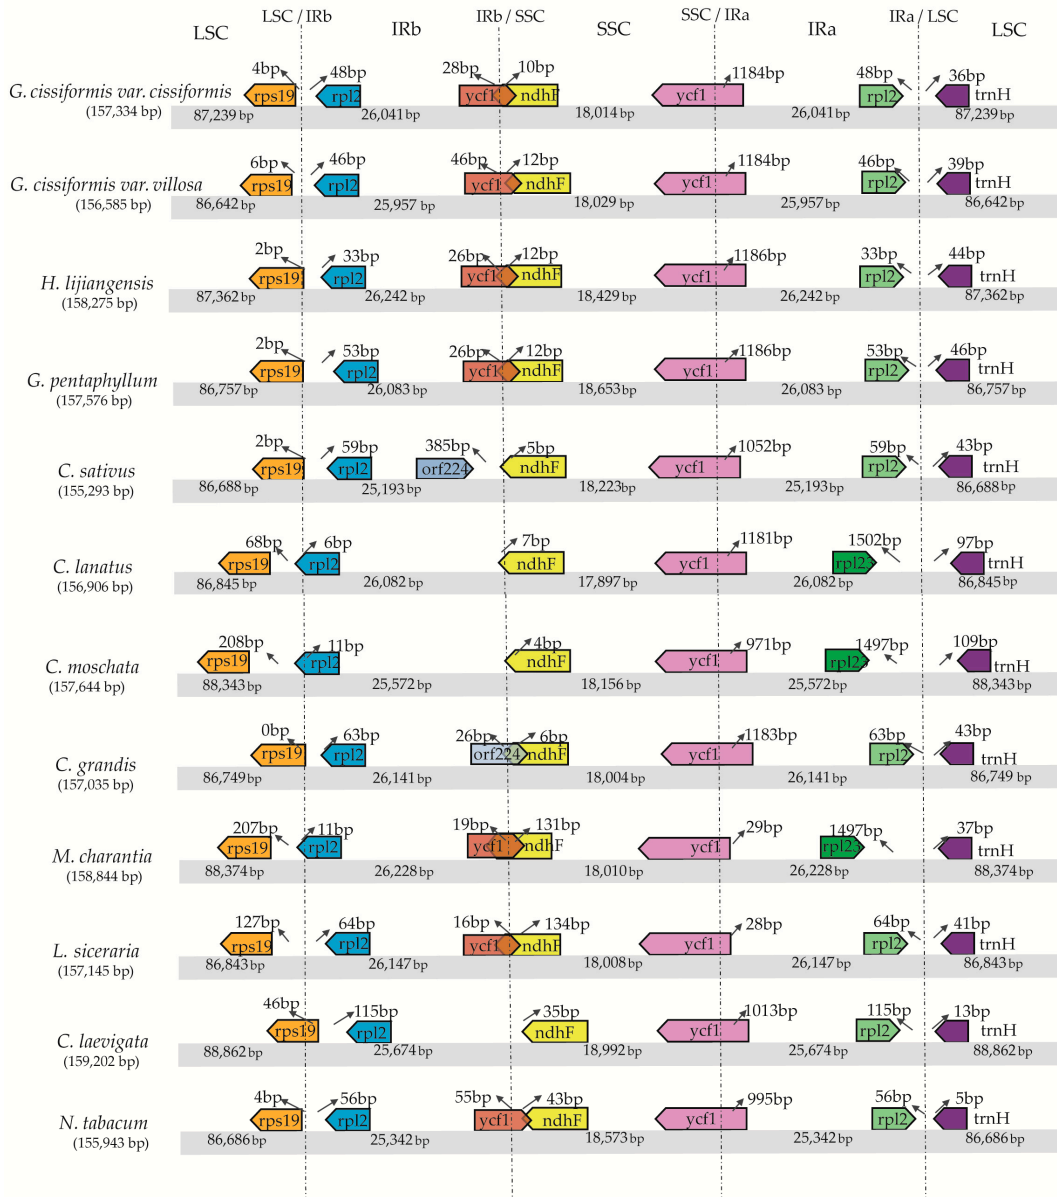 LSC / IRb IRb / SSC SSC / IRa IRa / LSC
LSC IRb SSC IRa LSC
4bp 48bp 28bp 10bp 1184bp 48bp 36bp
G. cissiformis var. cissiformis rps19 rpl2 ycf1 ndhF ycf1 rpl2 trnH
(157,334 bp) 87,239 bp 26,041 bp 18,014 bp 26,041 bp 87,239 bp
6bp 46bp 46bp 12bp 1184bp 46bp 39bp
G. cissiformis var. villosa rps19 rpl2 ycf1 ndhF ycf1 rpl2 trnH
(156,585 bp) 86,642 bp 25,957 bp 18,029 bp 25,957 bp 86,642 bp
2bp 33bp 26bp 12bp 1186bp 33bp 44bp
H. lijiangensis rps19 rpl2 ycf1 ndhF ycf1 rpl2 trnH
(158,275 bp) 87,362 bp 26,242 bp 18,429 bp 26,242 bp 87,362 bp
2bp 53bp 26bp 12bp 1186bp 53bp 46bp
G. pentaphyllum rps19 rpl2 ycf1 ndhF ycf1 rpl2 trnH
(157,576 bp) 86,757 bp 26,083 bp 18,653 bp 26,083 bp 86,757 bp
2bp 59bp 385bp 5bp 1052bp 59bp 43bp
C. sativus rps19 rpl2 orf224 ndhF ycf1 rpl2 trnH
(155,293 bp) 86,688 bp 25,193 bp 18,223 bp 25,193 bp 86,688 bp
68bp 6bp 7bp 1181bp 1502bp 97bp
C. lanatus rps19 rpl2 ndhF ycf1 rpl23 trnH
(156,906 bp) 86,845 bp 26,082 bp 17,897 bp 26,082 bp 86,845 bp
208bp 11bp 4bp 971bp 1497bp 109bp
C. moschata rps19 rpl2 ndhF ycf1 rpl23 trnH
(157,644 bp) 88,343 bp 25,572 bp 18,156 bp 25,572 bp 88,343 bp
0bp 63bp 26bp 6bp 1183bp 63bp 43bp
C. grandis rps19 rpl2 orf224 ndhF ycf1 rpl2 trnH
(157,035 bp) 86,749 bp 26,141 bp 18,004 bp 26,141 bp 86,749 bp
207bp 11bp 19bp 131bp 29bp 1497bp 37bp
M. charantia rps19 rpl2 ycf1 ndhF ycf1 rpl23 trnH
(158,844 bp) 88,374 bp 26,228 bp 18,010 bp 26,228 bp 88,374 bp
127bp 64bp 16bp 134bp 28bp 64bp 41bp
L. siceraria rps19 rpl2 ycf1 ndhF ycf1 rpl2 trnH
(157,145 bp) 86,843 bp 26,147 bp 18,008 bp 26,147 bp 86,843 bp
46bp 115bp 35bp 1013bp 115bp 13bp
C. laevigata rps19 rpl2 ndhF ycf1 rpl2 trnH
(159,202 bp) 88,862 bp 25,674 bp 18,992 bp 25,674 bp 88,862 bp
4bp 56bp 55bp 43bp 995bp 56bp 5bp
N. tabacum rps19 rpl2 ycf1 ndhF ycf1 rpl2 trnH
(155,943 bp) 86,686 bp 25,342 bp 18,573 bp 25,342 bp 86,686 bp